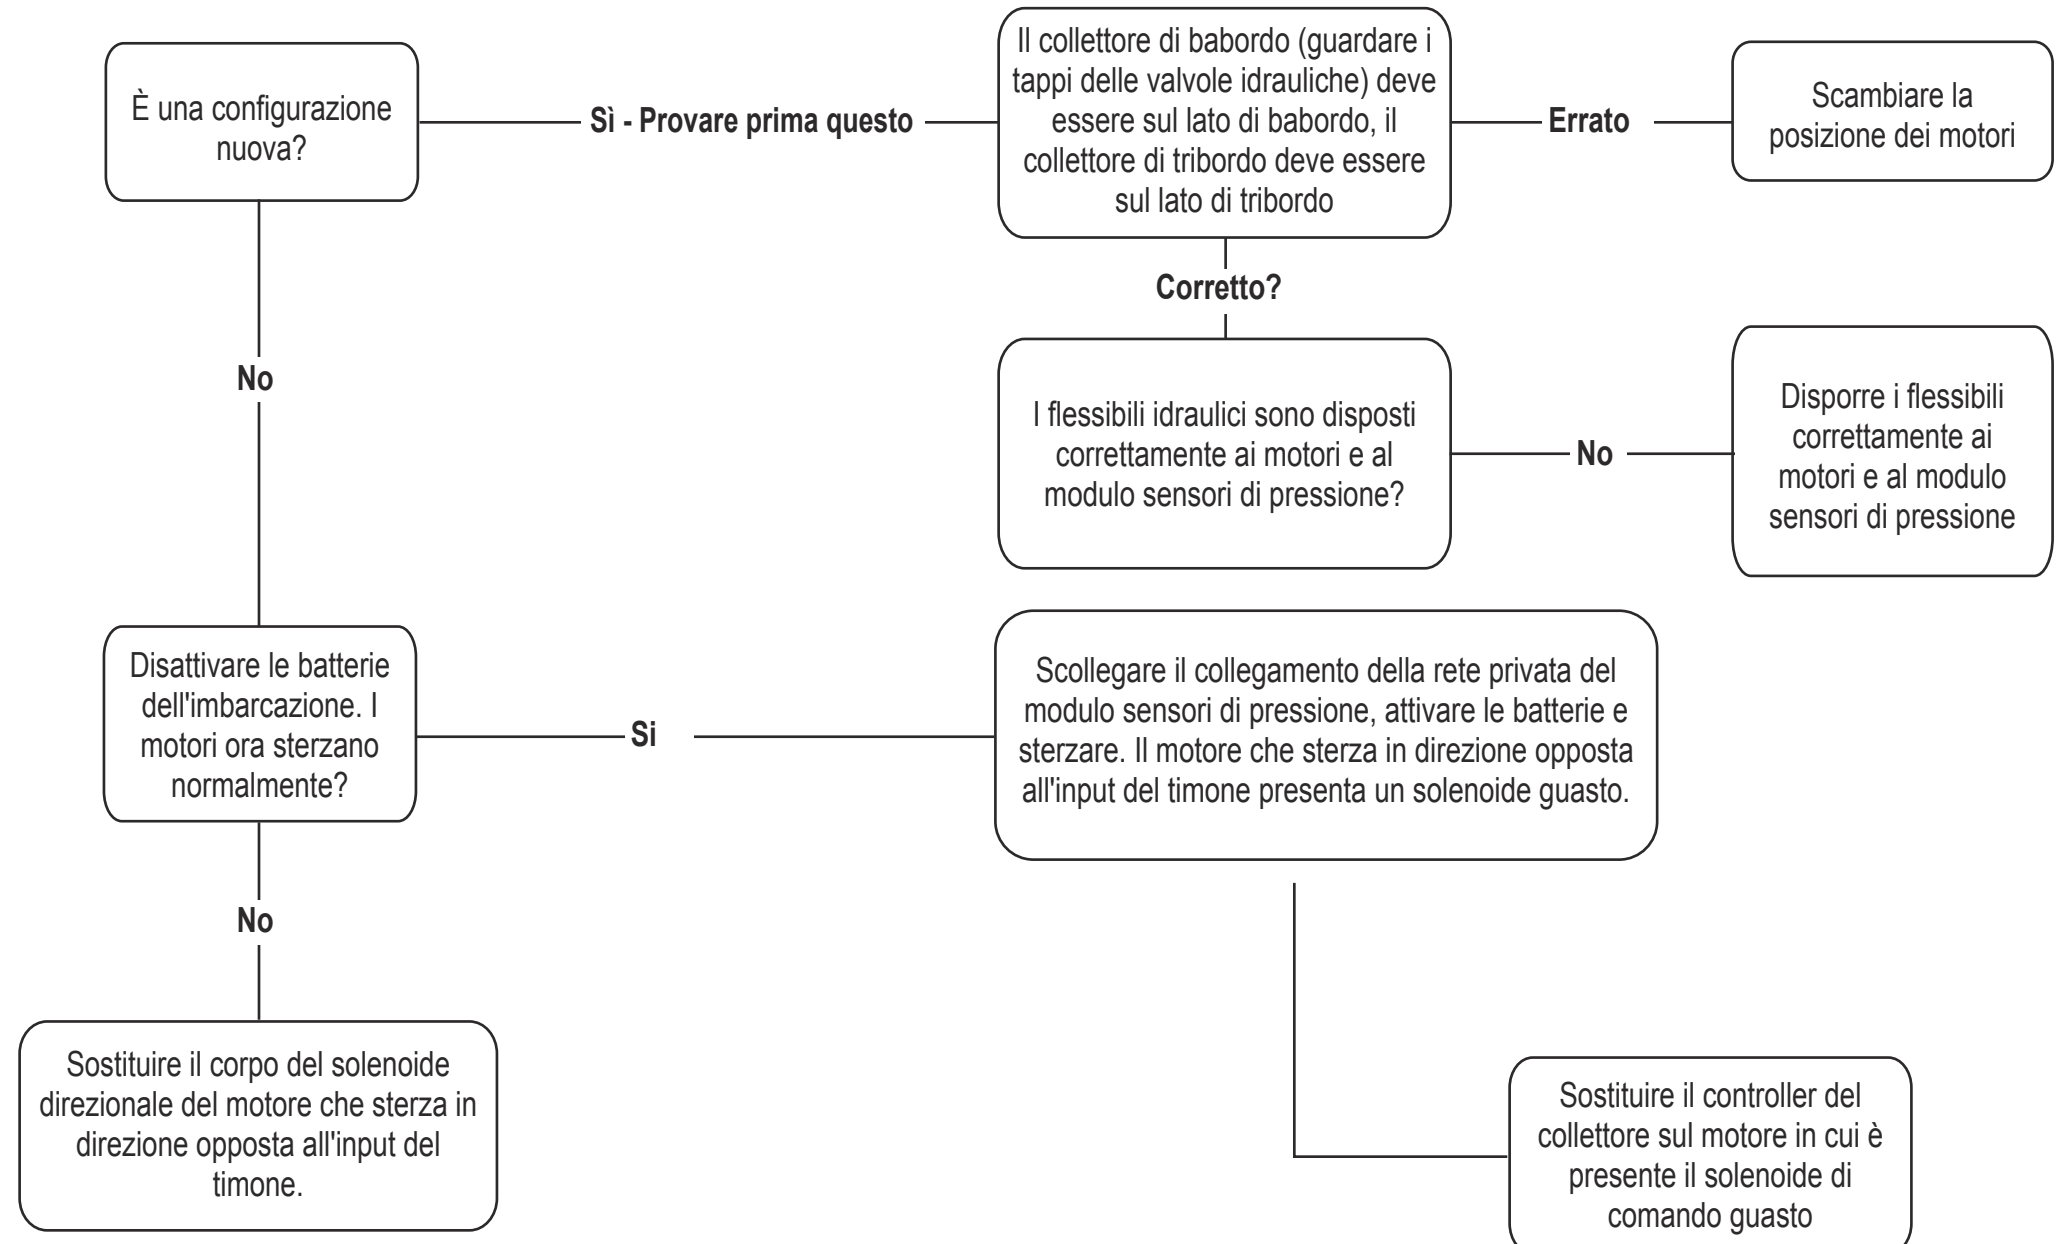 È una configurazione
nuova?
Sì - Provare prima questo
Il collettore di babordo (guardare i
tappi delle valvole idrauliche) deve
essere sul lato di babordo, il
collettore di tribordo deve essere
sul lato di tribordo
Errato
Scambiare la
posizione dei motori
Corretto?
No
I flessibili idraulici sono disposti
correttamente ai motori e al
modulo sensori di pressione?
No
Disporre i flessibili
correttamente ai
motori e al modulo
sensori di pressione
Disattivare le batterie
dell'imbarcazione. I
motori ora sterzano
normalmente?
Si
Scollegare il collegamento della rete privata del
modulo sensori di pressione, attivare le batterie e
sterzare. Il motore che sterza in direzione opposta
all'input del timone presenta un solenoide guasto.
No
Sostituire il corpo del solenoide
direzionale del motore che sterza in
direzione opposta all'input del
timone.
Sostituire il controller del
collettore sul motore in cui è
presente il solenoide di
comando guasto